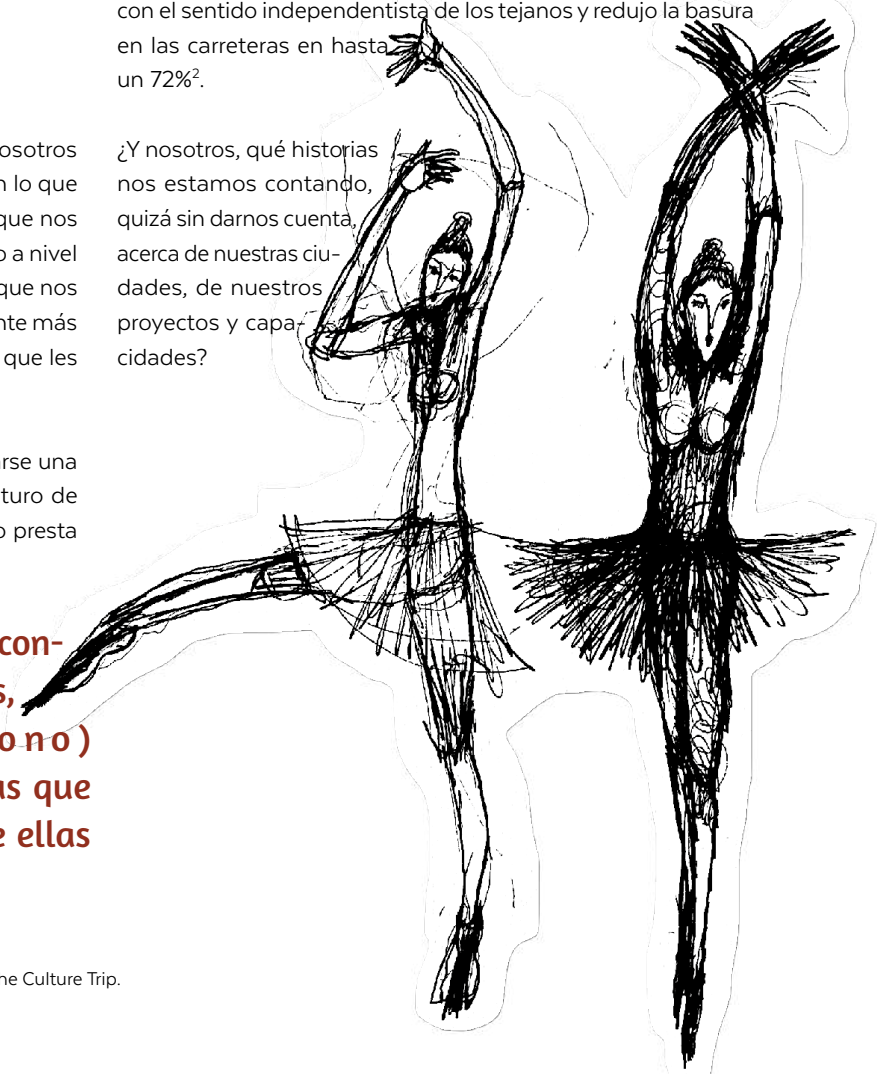 osotros
n lo que
que nos
o a nivel
que nos
nte más
que les
arse una
turo de
o presta
con-
s,
o no )
as que
e ellas
ne Culture Trip.
con el sentido independentista de los tejanos y redujo la basura
en las carreteras en hasta
un 72%².
¿Y nosotros, qué historias
nos estamos contando,
quizá sin darnos cuenta,
acerca de nuestras ciu-
dades, de nuestros
proyectos y capa-
cidades?